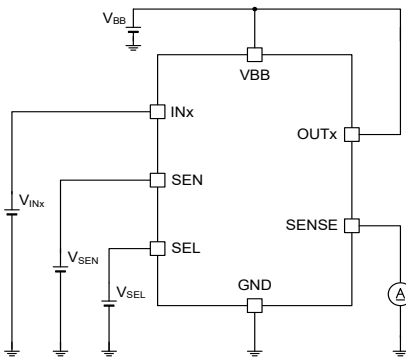 VBB
VBB
INx
OUTx
SEN
VINx
SENSE
SEL
VSEN
GND
VSEL
A